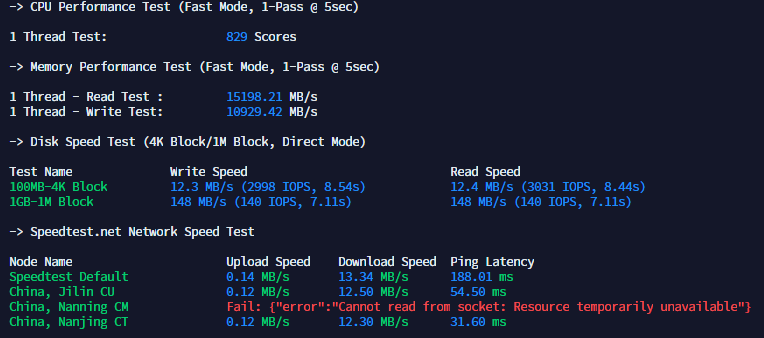 -> CPU Performance Test (Fast Mode, 1-Pass @ 5sec)
1 Thread Test: 829 Scores
-> Memory Performance Test (Fast Mode, 1-Pass @ 5sec)
1 Thread - Read Test : 15198.21 MB/s
1 Thread - Write Test: 10929.42 MB/s
-> Disk Speed Test (4K Block/1M Block, Direct Mode)
Test Name Write Speed Read Speed
100MB-4K Block 12.3 MB/s (2998 IOPS, 8.54s) 12.4 MB/s (3031 IOPS, 8.44s)
1GB-1M Block 148 MB/s (140 IOPS, 7.11s) 148 MB/s (140 IOPS, 7.11s)
-> Speedtest.net Network Speed Test
Node Name Upload Speed Download Speed Ping Latency
Speedtest Default 0.14 MB/s 13.34 MB/s 188.01 ms
China, Jilin CU 0.12 MB/s 12.50 MB/s 54.50 ms
China, Nanning CM Fail: {"error":"Cannot read from socket: Resource temporarily unavailable"}
China, Nanjing CT 0.12 MB/s 12.30 MB/s 31.60 ms